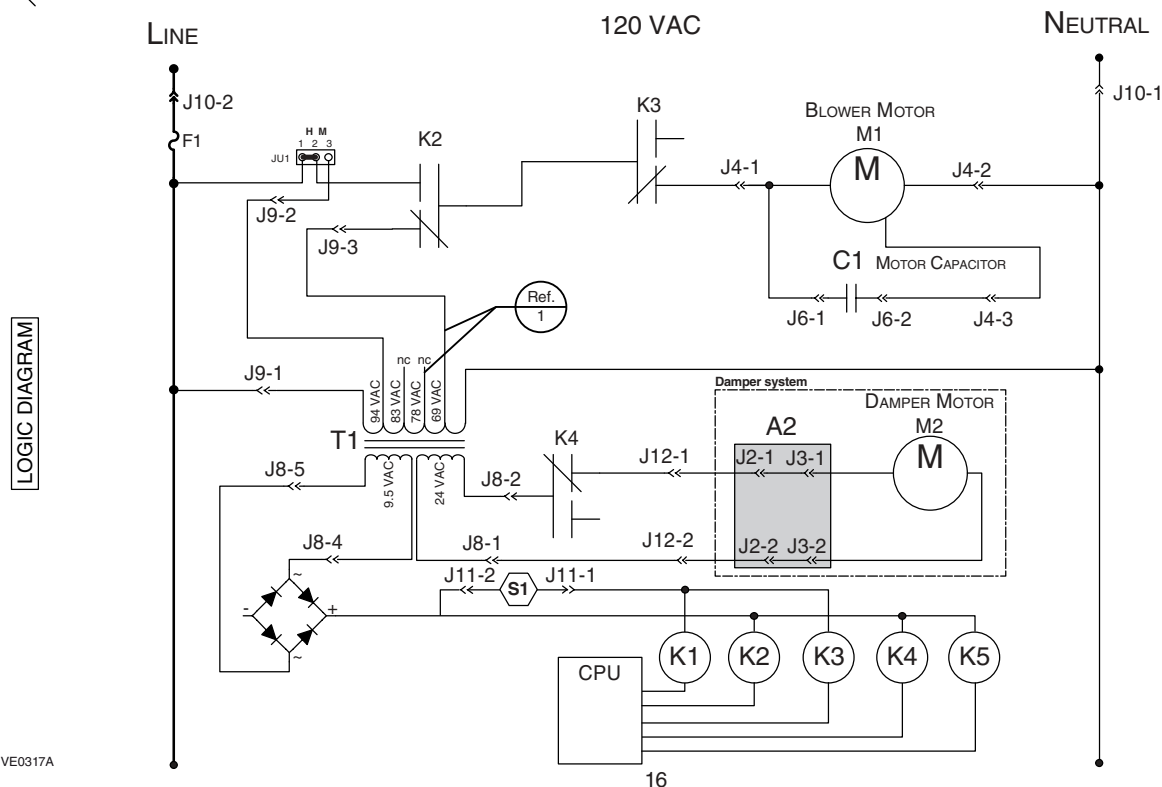 120 VAC
LINE
NEUTRAL
J10-2
J10-1
F1
H M
1 2 3
JU1
K2
K3
BLOWER MOTOR
M1
M
J4-1
J4-2
J9-2
J9-3
C1 MOTOR CAPACITOR
J6-1
J6-2
J4-3
Ref.
1
LOGIC DIAGRAM
J9-1
94 VAC
83 VAC
78 VAC
69 VAC
nc
nc
T1
9.5 VAC
24 VAC
Damper system
DAMPER MOTOR
M2
M
A2
K4
J8-5
J8-2
J12-1
J2-1
J3-1
J8-4
J8-1
J12-2
J2-2
J3-2
J11-2
S1
J11-1
~
-
+
~
CPU
K1
K2
K3
K4
K5
VE0317A
16